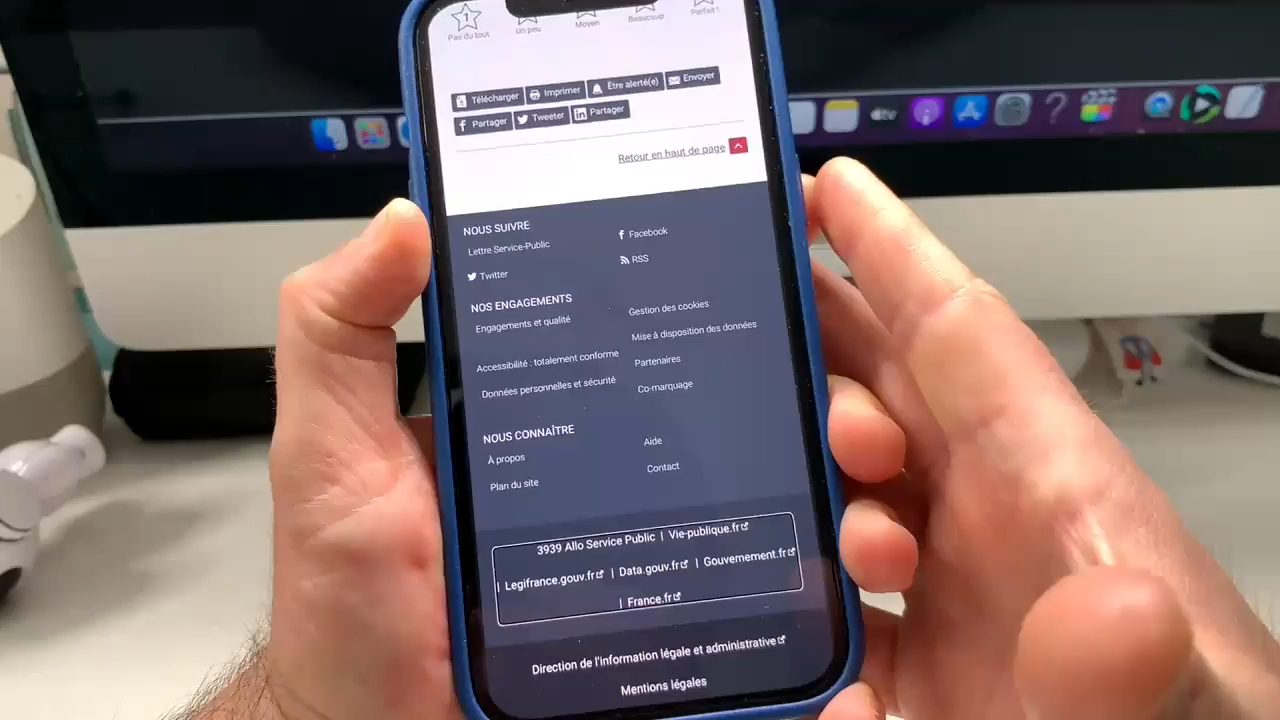 1
Pas du tout
Un peu
Moyen
Beaucoup
Parfait !
Télécharger
Imprimer
Être alerté(e)
Envoyer
Partager
Tweeter
Partager
Retour en haut de page
NOUS SUIVRE
Lettre Service-Public
Facebook
Twitter
RSS
NOS ENGAGEMENTS
Engagements et qualité
Gestion des cookies
Mise à disposition des données
Accessibilité : totalement conforme
Partenaires
Données personnelles et sécurité
Co-marquage
NOUS CONNAÎTRE
À propos
Aide
Plan du site
Contact
3939 Allo Service Public | Vie-publique.fr
| Legifrance.gouv.fr | Data.gouv.fr | Gouvernement.fr
| France.fr
Direction de l'information légale et administrative
Mentions légales
tv